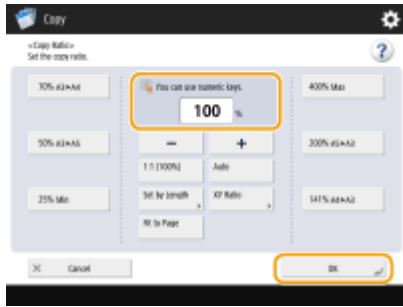 Copy
<Copy Ratio>
Set the copy ratio.
70% A3►A4
You can use numeric keys.
400% Max
100 %
50% A3►A5
-
+
200% A5►A3
1:1 (100%)
Auto
25% Min
Set by Length
XY Ratio
141% A4►A3
Fit to Page
Cancel
OK